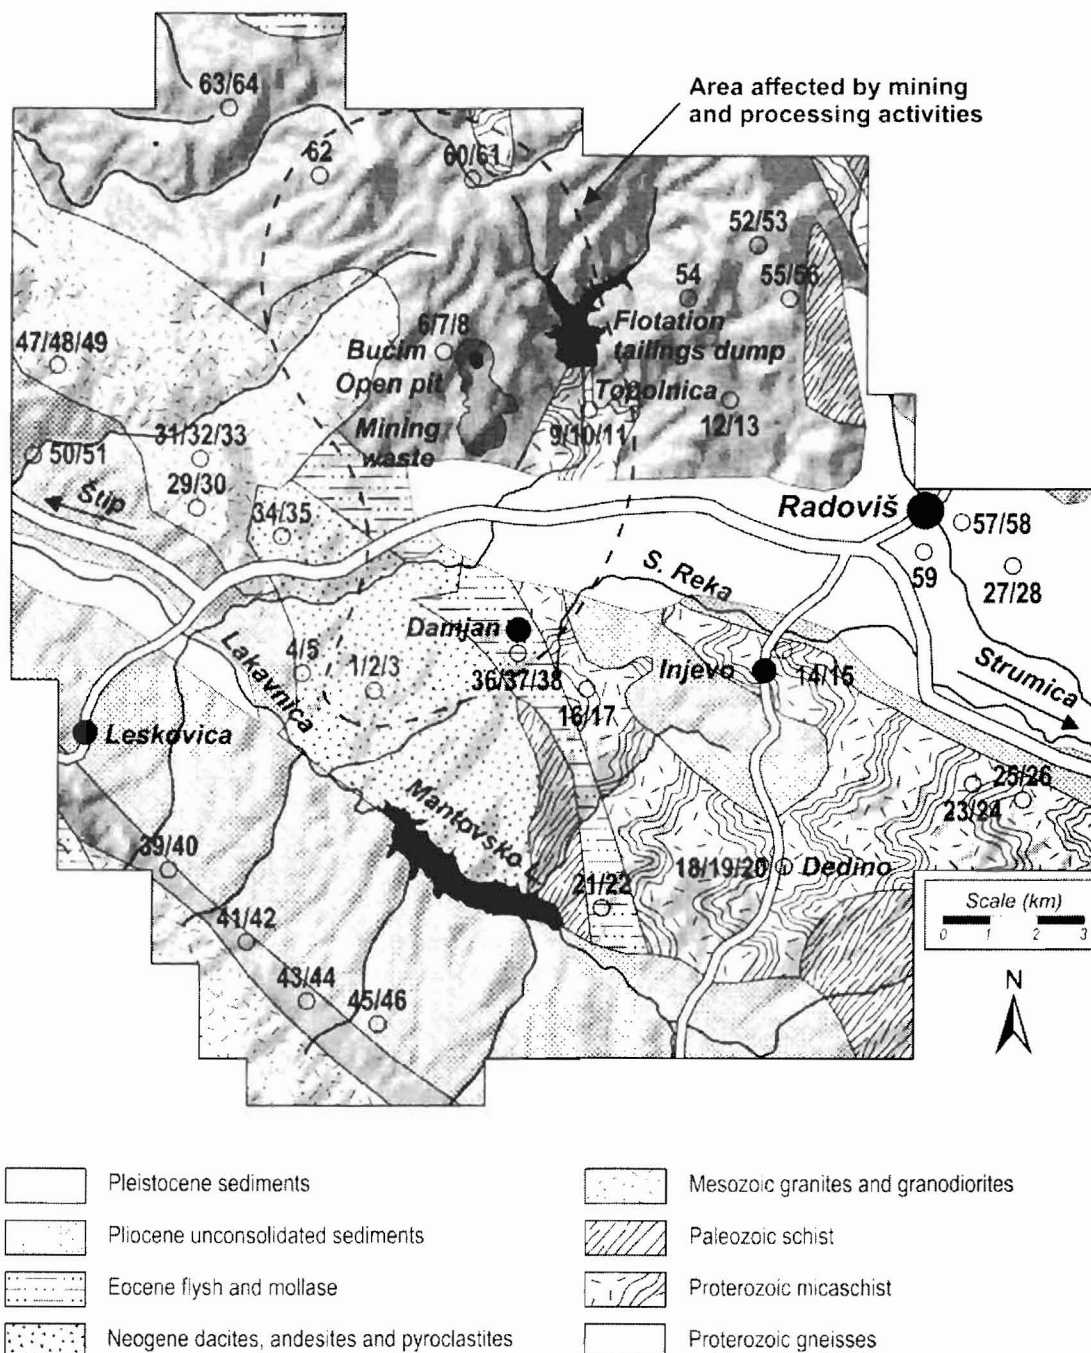 63/64
Area affected by mining
and processing activities
62
60/61
52/53
54
55/56
6/7/8
Flotation
tailings dump
47/48/49
Bučim
Open pit
Topolnica
12/13
Mining
waste
9/10/11
31/32/33
50/51
29/30
Štip
34/35
Radoviš
57/58
59
27/28
S. Reka
Damjan
4/5
1/2/3
36/37/38
Injevo
14/15
Strumica
16/17
Lakavnica
Leskovica
25/26
23/24
Mantovsko
39/40
18/19/20
Dedino
21/22
Scale (km)
0 1 2 3
41/42
43/44
45/46
N
Pleistocene sediments
Pliocene unconsolidated sediments
Eocene flysh and mollase
Neogene dacites, andesites and pyroclastites
Mesozoic granites and granodiorites
Paleozoic schist
Proterozoic micaschist
Proterozoic gneisses